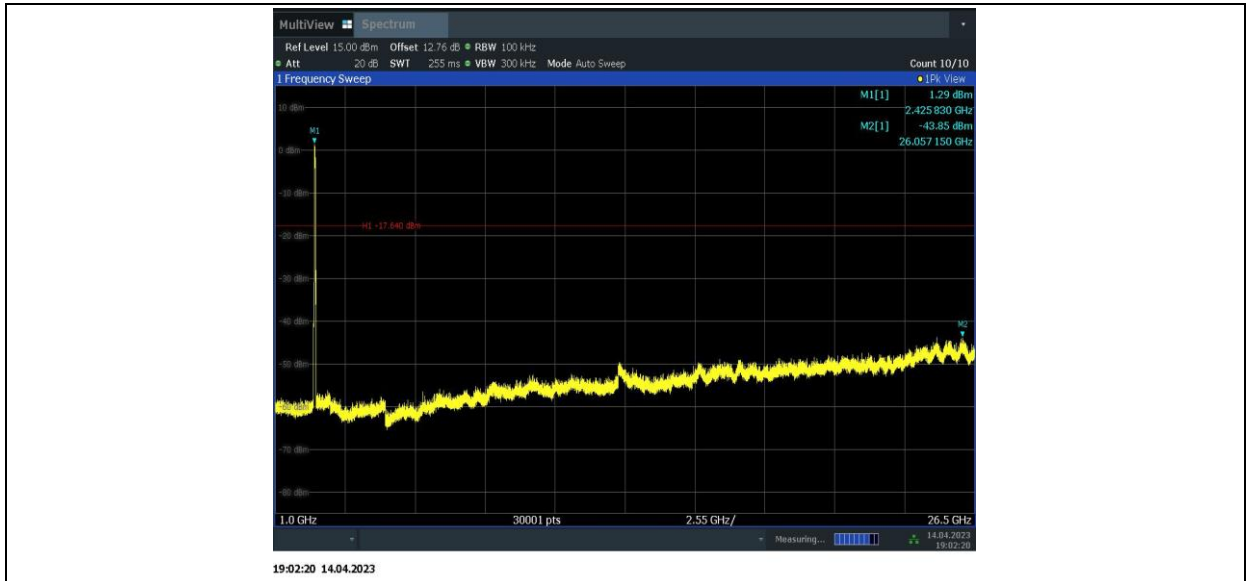 MultiView Spectrum
Ref Level 15.00 dBm Offset 12.76 dB RBW 100 kHz
Att 20 dB SWT 255 ms VBW 300 kHz Mode Auto Sweep Count 10/10
1 Frequency Sweep 1Pk View
M1[1] 1.29 dBm
2.425 830 GHz
M2[1] -43.85 dBm
26.057 150 GHz
10 dBm
M1
0 dBm
-10 dBm
H1 -17.640 dBm
-20 dBm
-30 dBm
-40 dBm
M2
-50 dBm
-60 dBm
-70 dBm
-80 dBm
1.0 GHz 30001 pts 2.55 GHz/ 26.5 GHz
Measuring... 14.04.2023
19:02:20
19:02:20 14.04.2023